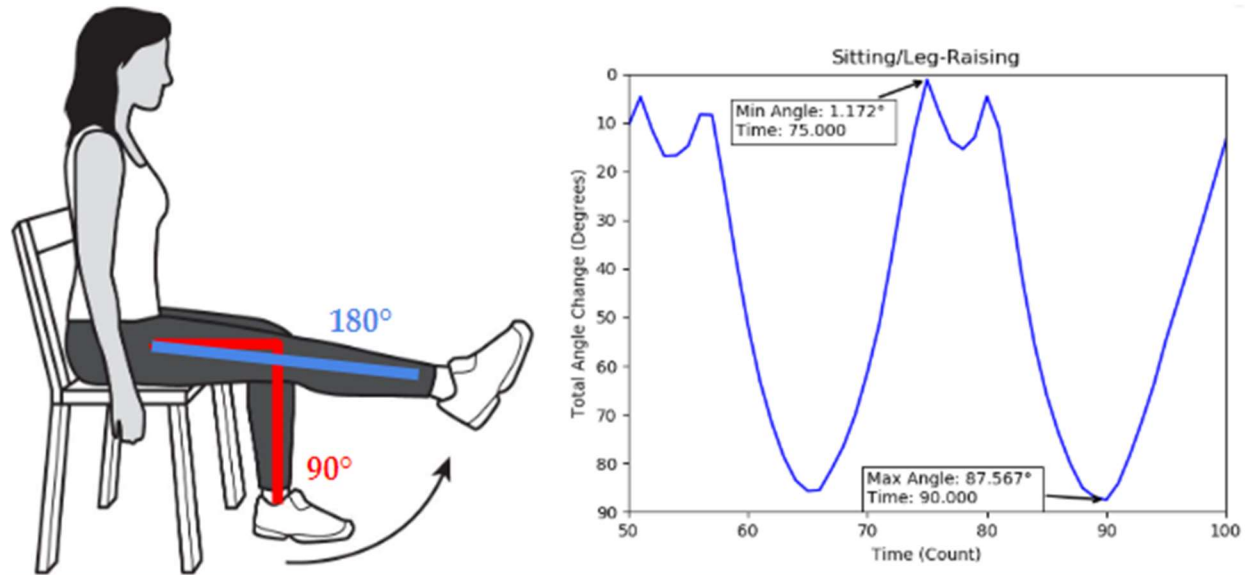 180°
90°
Sitting/Leg-Raising
Total Angle Change (Degrees)
0
10
20
30
40
50
60
70
80
90
Min Angle: 1.172°
Time: 75.000
Max Angle: 87.567°
Time: 90.000
50
60
70
80
90
100
Time (Count)